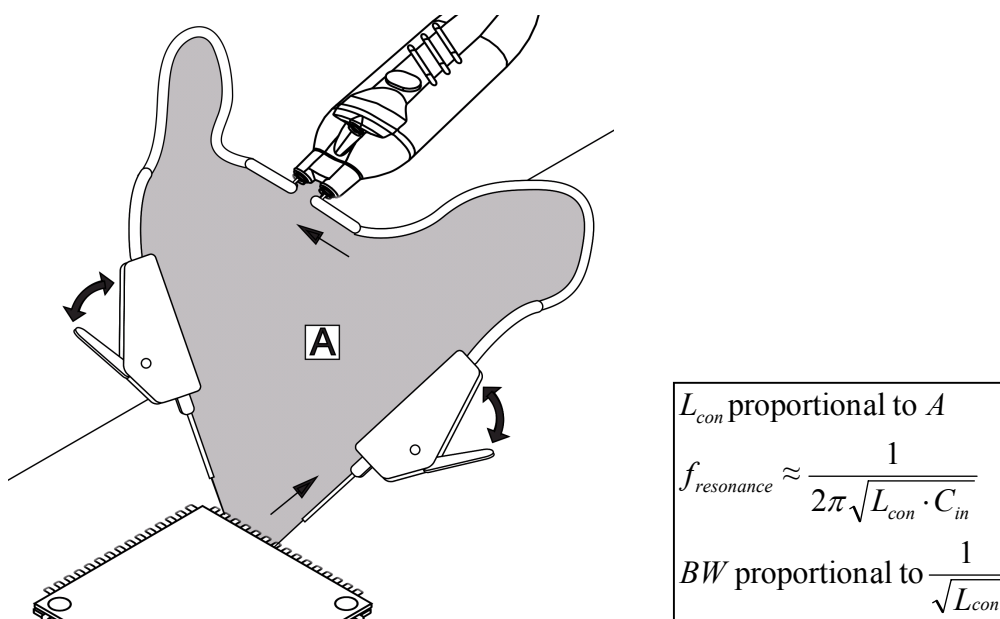 A
L_con proportional to A
f_resonance ≈ 1 / (2π√(L_con · C_in))
BW proportional to 1 / √L_con